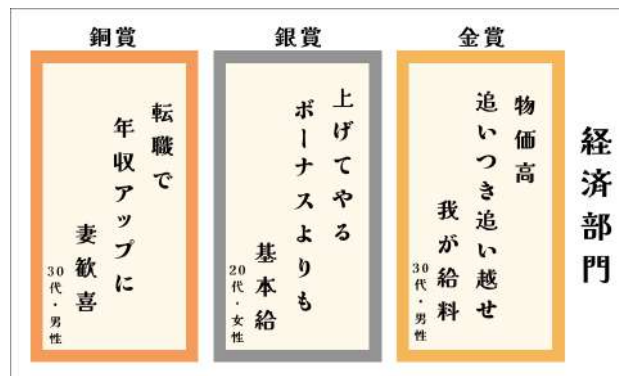 経済部門
金賞
物価高
追いつき追い越せ
我が給料
30代・男性
銀賞
上げてやる
ボーナスよりも
基本給
20代・女性
銅賞
転職で
年収アップに
妻歓喜
30代・男性